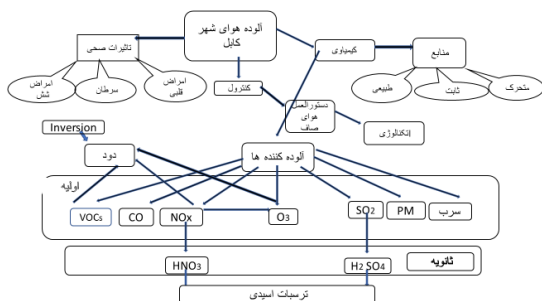 آلوده هوای شهر
کابل
تاثیرات صحی
کیمیاوی
منابع
امراض
شش
سرطان
امراض
قلبی
کنترول
طبیعی
ثابت
متحرک
دستورالعمل
هوای
صاف
تکنالوژی
Inversion
دود
آلوده کننده ها
اولیه
VOCs
CO
NOx
O3
SO2
PM
سرب
HNO3
H2 SO4
ثانویه
ترسبات اسیدی